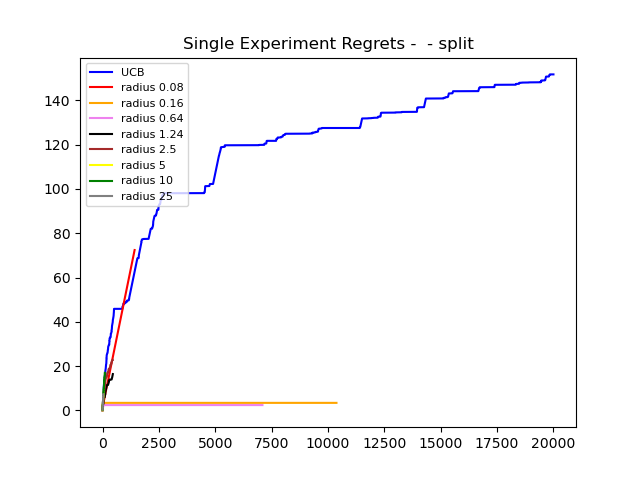 Single Experiment Regrets -  - split
UCB
radius 0.08
radius 0.16
radius 0.64
radius 1.24
radius 2.5
radius 5
radius 10
radius 25
140
120
100
80
60
40
20
0
0 2500 5000 7500 10000 12500 15000 17500 20000